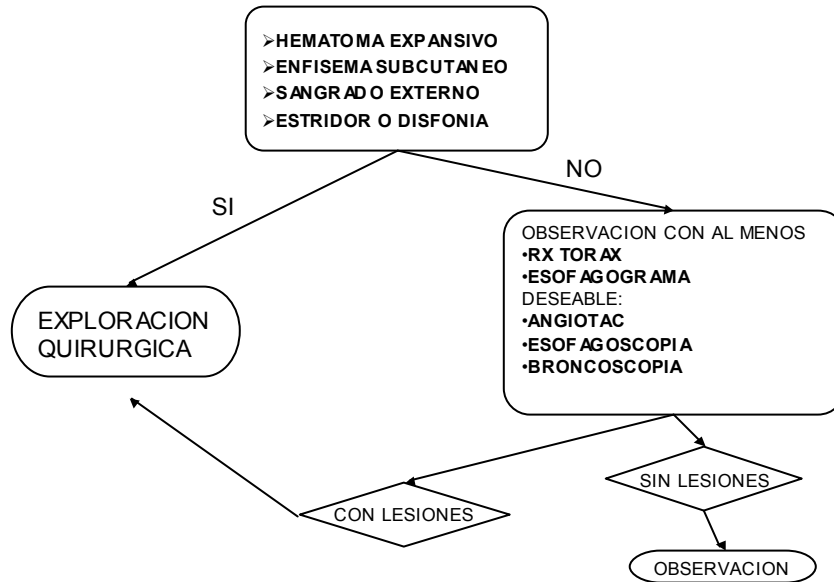 ➢HEMATOMA EXPANSIVO
➢ENFISEMA SUBCUTANEO
➢SANGRADO EXTERNO
➢ESTRIDOR O DISFONIA
NO
SI
OBSERVACION CON AL MENOS
•RX TORAX
•ESOFAGOGRAMA
DESEABLE:
•ANGIOTAC
•ESOFAGOSCOPIA
•BRONCOSCOPIA
EXPLORACION
QUIRURGICA
SIN LESIONES
CON LESIONES
OBSERVACION